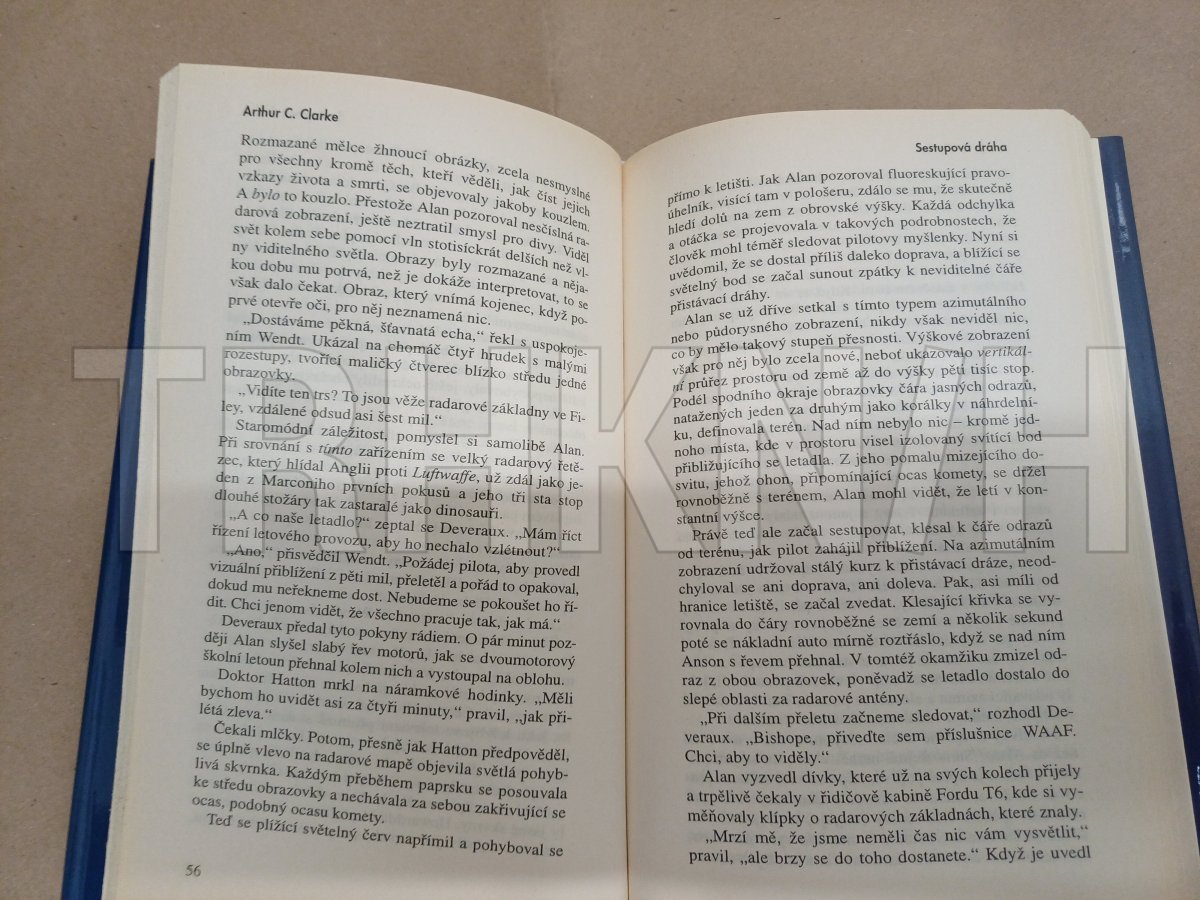 Arthur C. Clarke
Rozmazané mělce žhnoucí obrázky, zcela nesmyslné
pro všechny kromě těch, kteří věděli, jak číst jejich
vzkazy života a smrti, se objevovaly jakoby kouzlem.
A bylo to kouzlo. Přestože Alan pozoroval nesčíslná ra-
darová zobrazení, ještě neztratil smysl pro divy. Viděl
svět kolem sebe pomocí vln stotisíckrát delších než vl-
ny viditelného světla. Obrazy byly rozmazané a něja-
kou dobu mu potrvá, než je dokáže interpretovat, to se
však dalo čekat. Obraz, který vnímá kojenec, když po-
prvé otevře oči, pro něj neznamená nic.
„Dostáváme pěkná, šťavnatá echa,“ řekl s uspokoje-
ním Wendt. Ukázal na chomáč čtyř hrudek s malými
rozestupy, tvořící maličký čtverec blízko středu jedné
obrazovky.
„Vidíte ten trs? To jsou věže radarové základny ve Fi-
ley, vzdálené odsud asi šest mil.“
Staromódní záležitost, pomyslel si samolibě Alan.
Při srovnání s tímto zařízením se velký radarový řetě-
zec, který hlídal Anglii proti Luftwaffe, už zdál jako je-
den z Marconiho prvních pokusů a jeho tři sta stop
dlouhé stožáry tak zastaralé jako dinosauři.
„A co naše letadlo?“ zeptal se Deveraux. „Mám říct
řízení letového provozu, aby ho nechalo vzlétnout?“
„Ano,“ přisvědčil Wendt. „Požádej pilota, aby provedl
vizuální přiblížení z pěti mil, přeletěl a pořád to opakoval,
dokud mu neřekneme dost. Nebudeme se pokoušet ho ří-
dit. Chci jenom vidět, že všechno pracuje tak, jak má.“
Deveraux předal tyto pokyny rádiem. O pár minut poz-
ději Alan slyšel slabý řev motorů, jak se dvoumotorový
školní letoun přehnal kolem nich a vystoupal na oblohu.
Doktor Hatton mrkl na náramkové hodinky. „Měli
bychom ho uvidět asi za čtyři minuty,“ pravil, „jak při-
létá zleva.“
Čekali mlčky. Potom, přesně jak Hatton předpověděl,
se úplně vlevo na radarové mapě objevila světlá pohyb-
livá skvrnka. Každým přeběhem paprsku se posouvala
ke středu obrazovky a nechávala za sebou zakřivující se
ocas, podobný ocasu komety.
Teď se plížící světelný červ napřímil a pohyboval se
56
Sestupová dráha
přímo k letišti. Jak Alan pozoroval fluoreskující pravo-
úhelník, visící tam v pološeru, zdálo se mu, že skutečně
hledí dolů na zem z obrovské výšky. Každá odchylka
a otáčka se projevovala v takových podrobnostech, že
člověk mohl téměř sledovat pilotovy myšlenky. Nyní si
uvědomil, že se dostal příliš daleko doprava, a blížící se
světelný bod se začal sunout zpátky k neviditelné čáře
přistávací dráhy.
Alan se už dříve setkal s tímto typem azimutálního
nebo půdorysného zobrazení, nikdy však neviděl nic,
co by mělo takový stupeň přesnosti. Výškové zobrazení
však pro něj bylo zcela nové, neboť ukazovalo vertikál-
ní průřez prostoru od země až do výšky pěti tisíc stop.
Podél spodního okraje obrazovky čára jasných odrazů,
natažených jeden za druhým jako korálky v náhrdelní-
ku, definovala terén. Nad ním nebylo nic – kromě jed-
noho místa, kde v prostoru visel izolovaný svítící bod
přibližujícího se letadla. Z jeho pomalu mizejícího do-
svitu, jehož ohon, připomínající ocas komety, se držel
rovnoběžně s terénem, Alan mohl vidět, že letí v kon-
stantní výšce.
Právě teď ale začal sestupovat, klesal k čáře odrazů
od terénu, jak pilot zahájil přiblížení. Na azimutálním
zobrazení udržoval stálý kurz k přistávací dráze, neod-
chyloval se ani doprava, ani doleva. Pak, asi míli od
hranice letiště, se začal zvedat. Klesající křivka se vy-
rovnala do čáry rovnoběžné se zemí a několik sekund
poté se nákladní auto mírně roztřáslo, když se nad ním
Anson s řevem přehnal. V tomtéž okamžiku zmizel od-
raz z obou obrazovek, poněvadž se letadlo dostalo do
slepé oblasti za radarové antény.
„Při dalším přeletu začneme sledovat,“ rozhodl De-
veraux. „Bishope, přiveďte sem příslušnice WAAF.
Chci, aby to viděly.“
Alan vyzvedl dívky, které už na svých kolech přijely
a trpělivě čekaly v řidičově kabině Fordu T6, kde si vy-
měňovaly klípky o radarových základnách, které znaly.
„Mrzí mě, že jsme neměli čas nic vám vysvětlit,“
pravil, „ale brzy se do toho dostanete.“ Když je uvedl
TRHKNIH